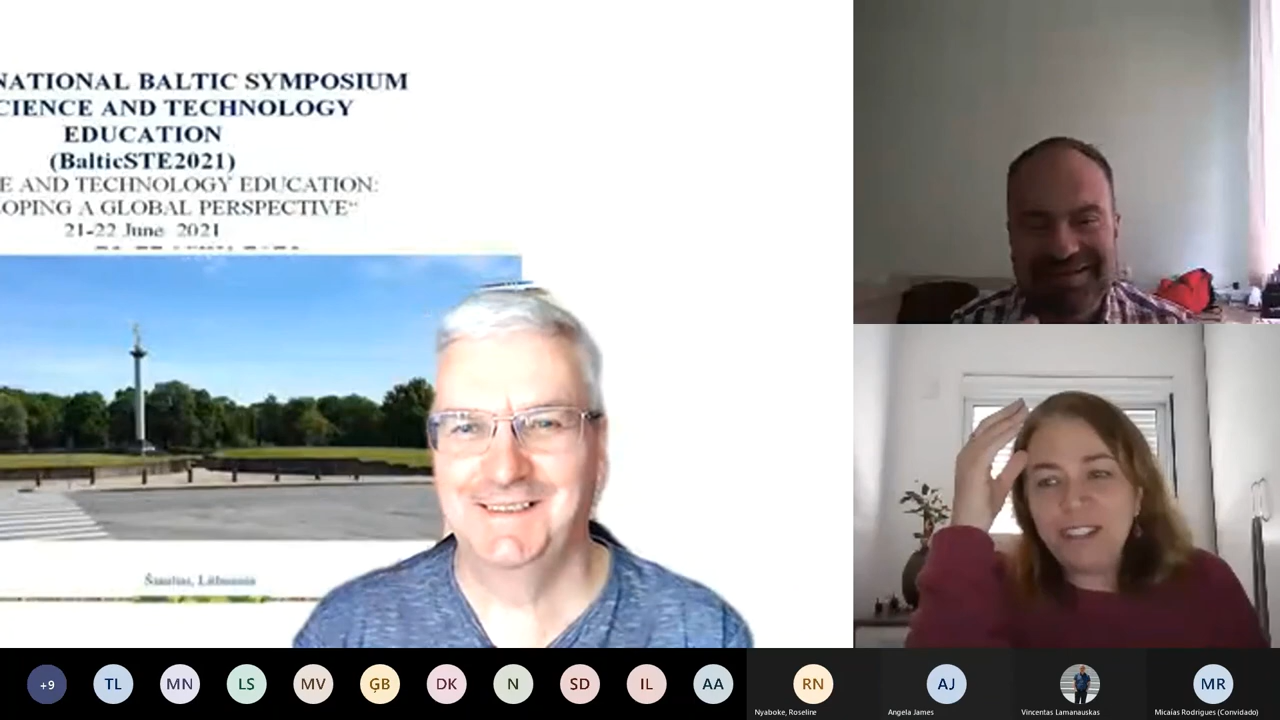 NATIONAL BALTIC SYMPOSIUM
CIENCE AND TECHNOLOGY
EDUCATION
(BalticSTE2021)
E AND TECHNOLOGY EDUCATION:
OPING A GLOBAL PERSPECTIVE“
21-22 June 2021
Šiauliai, Lithuania
+9
TL
MN
LS
MV
ĢB
DK
N
SD
IL
AA
RN
AJ
MR
Nyaboke, Roseline
Angela James
Vincentas Lamanauskas
Micaías Rodrigues (Convidado)